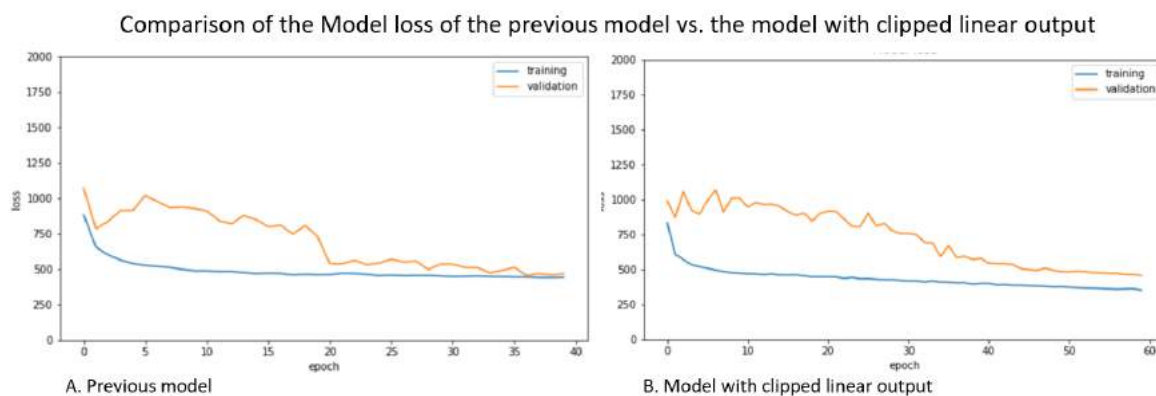 Comparison of the Model loss of the previous model vs. the model with clipped linear output
2000
1750
1500
1250
1000
750
500
250
0
loss
training
validation
0 5 10 15 20 25 30 35 40
epoch
A. Previous model
2000
1750
1500
1250
1000
750
500
250
0
training
validation
0 10 20 30 40 50 60
epoch
B. Model with clipped linear output